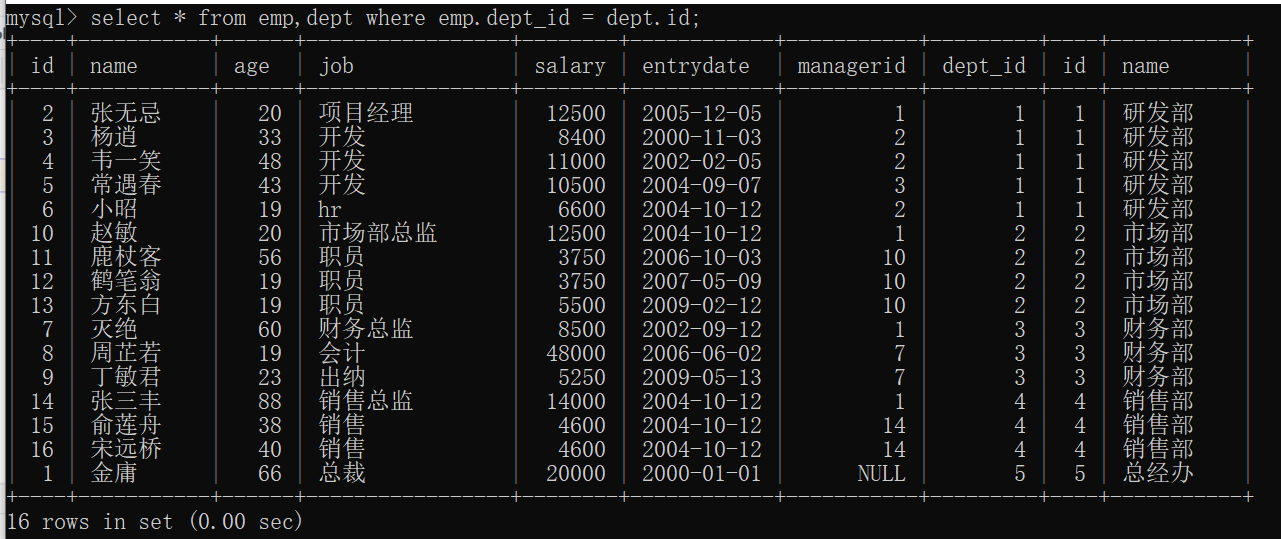 mysql> select * from emp,dept where emp.dept_id = dept.id;
| id | name | age | job | salary | entrydate | managerid | dept_id | id | name |
| 2 | 张无忌 | 20 | 项目经理 | 12500 | 2005-12-05 | 1 | 1 | 1 | 研发部 |
| 3 | 杨逍 | 33 | 开发 | 8400 | 2000-11-03 | 2 | 1 | 1 | 研发部 |
| 4 | 韦一笑 | 48 | 开发 | 11000 | 2002-02-05 | 2 | 1 | 1 | 研发部 |
| 5 | 常遇春 | 43 | 开发 | 10500 | 2004-09-07 | 3 | 1 | 1 | 研发部 |
| 6 | 小昭 | 19 | hr | 6600 | 2004-10-12 | 2 | 1 | 1 | 研发部 |
| 10 | 赵敏 | 20 | 市场部总监 | 12500 | 2004-10-12 | 1 | 2 | 2 | 市场部 |
| 11 | 鹿杖客 | 56 | 职员 | 3750 | 2006-10-03 | 10 | 2 | 2 | 市场部 |
| 12 | 鹤笔翁 | 19 | 职员 | 3750 | 2007-05-09 | 10 | 2 | 2 | 市场部 |
| 13 | 方东白 | 19 | 职员 | 5500 | 2009-02-12 | 10 | 2 | 2 | 市场部 |
| 7 | 灭绝 | 60 | 财务总监 | 8500 | 2002-09-12 | 1 | 3 | 3 | 财务部 |
| 8 | 周芷若 | 19 | 会计 | 48000 | 2006-06-02 | 7 | 3 | 3 | 财务部 |
| 9 | 丁敏君 | 23 | 出纳 | 5250 | 2009-05-13 | 7 | 3 | 3 | 财务部 |
| 14 | 张三丰 | 88 | 销售总监 | 14000 | 2004-10-12 | 1 | 4 | 4 | 销售部 |
| 15 | 俞莲舟 | 38 | 销售 | 4600 | 2004-10-12 | 14 | 4 | 4 | 销售部 |
| 16 | 宋远桥 | 40 | 销售 | 4600 | 2004-10-12 | 14 | 4 | 4 | 销售部 |
| 1 | 金庸 | 66 | 总裁 | 20000 | 2000-01-01 | NULL | 5 | 5 | 总经办 |
16 rows in set (0.00 sec)